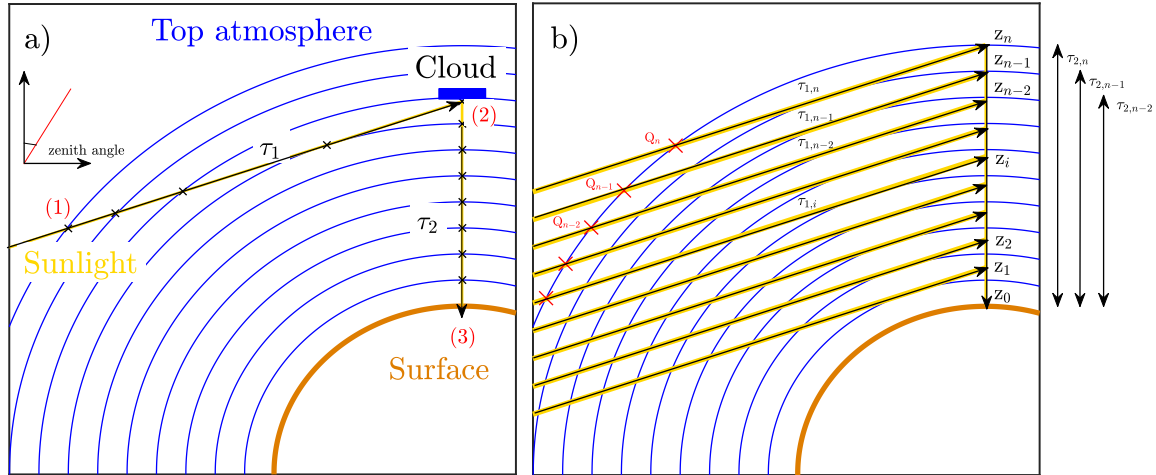 a)
Top atmosphere
Cloud
(2)
zenith angle
τ₁
(1)
τ₂
Sunlight
(3)
Surface
b)
zₙ
zₙ₋₁
zₙ₋₂
zᵢ
z₂
z₁
z₀
τ₁,ₙ
τ₁,ₙ₋₁
τ₁,ₙ₋₂
τ₁,ᵢ
Qₙ
Qₙ₋₁
Qₙ₋₂
τ₂,ₙ
τ₂,ₙ₋₁
τ₂,ₙ₋₂